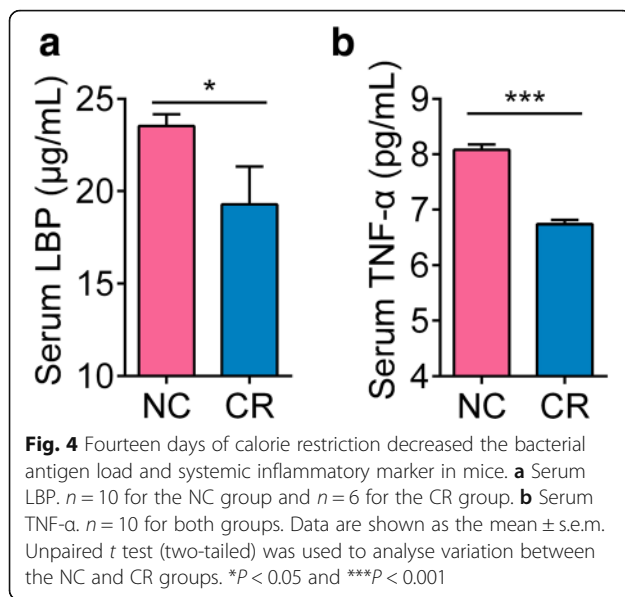 a
b
*
***
25
20
15
10
Serum LBP (µg/mL)
NC
CR
9
8
7
6
5
4
Serum TNF-α (pg/mL)
NC
CR
Fig. 4 Fourteen days of calorie restriction decreased the bacterial
antigen load and systemic inflammatory marker in mice. a Serum
LBP. n = 10 for the NC group and n = 6 for the CR group. b Serum
TNF-α. n = 10 for both groups. Data are shown as the mean ± s.e.m.
Unpaired t test (two-tailed) was used to analyse variation between
the NC and CR groups. *P < 0.05 and ***P < 0.001